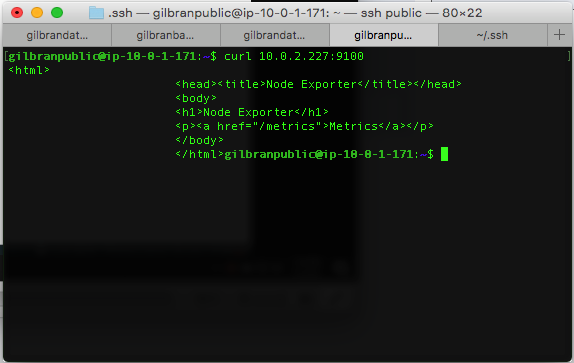 .ssh — gilbranpublic@ip-10-0-1-171: ~ — ssh public — 80×22
gilbrandat... gilbranba... gilbrandat... gilbranpu... ~/.ssh +
[gilbranpublic@ip-10-0-1-171:~$ curl 10.0.2.227:9100 ]
<html>
<head><title>Node Exporter</title></head>
<body>
<h1>Node Exporter</h1>
<p><a href="/metrics">Metrics</a></p>
</body>
</html>gilbranpublic@ip-10-0-1-171:~$